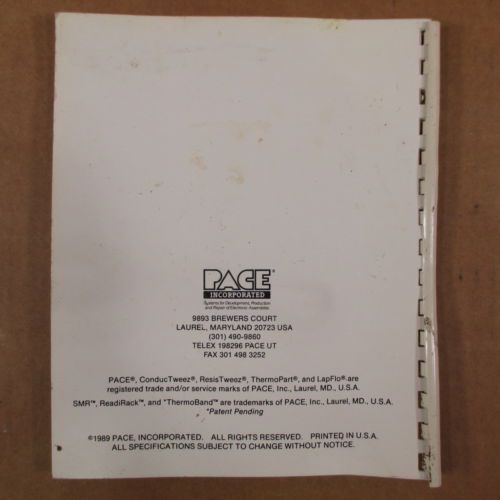 PACE®
INCORPORATED
Systems for Development, Production
and Repair of Electronic Assemblies
9893 BREWERS COURT
LAUREL, MARYLAND 20723 USA
(301) 490-9860
TELEX 198296 PACE UT
FAX 301 498 3252
PACE®, ConducTweez®, ResisTweez®, ThermoPart®, and LapFlo® are
registered trade and/or service marks of PACE, Inc., Laurel, MD., U.S.A.
SMR™, ReadiRack™, and *ThermoBand™ are trademarks of PACE, Inc., Laurel, MD., U.S.A.
*Patent Pending
©1989 PACE, INCORPORATED. ALL RIGHTS RESERVED. PRINTED IN U.S.A.
ALL SPECIFICATIONS SUBJECT TO CHANGE WITHOUT NOTICE.